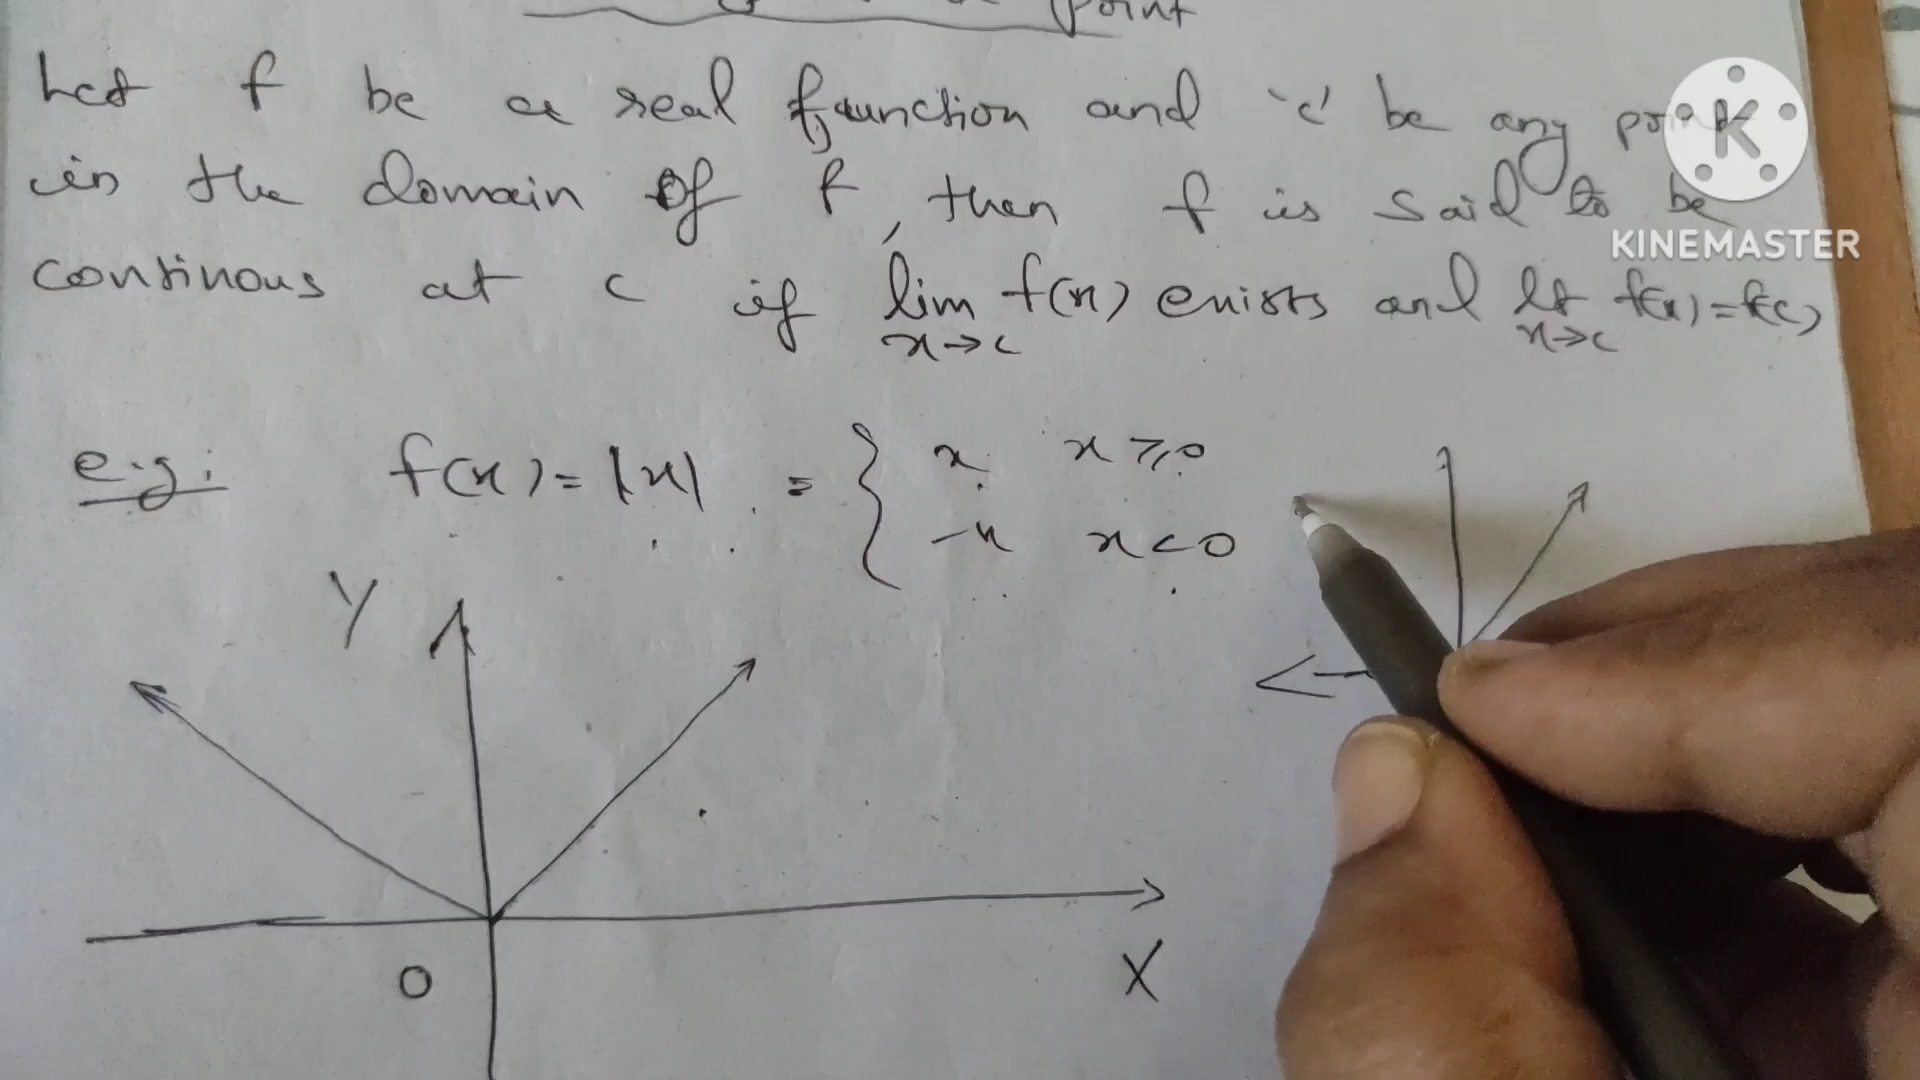 point
Let f be a real function and 'c' be any point
in the domain of f, then f is said to be
continous at c if lim f(x) exists and lt f(x) = f(c)
x→c x→c
e.g: f(x) = |x| = { x x ≥ 0
-x x < 0
Y
O
X
K
KINEMASTER